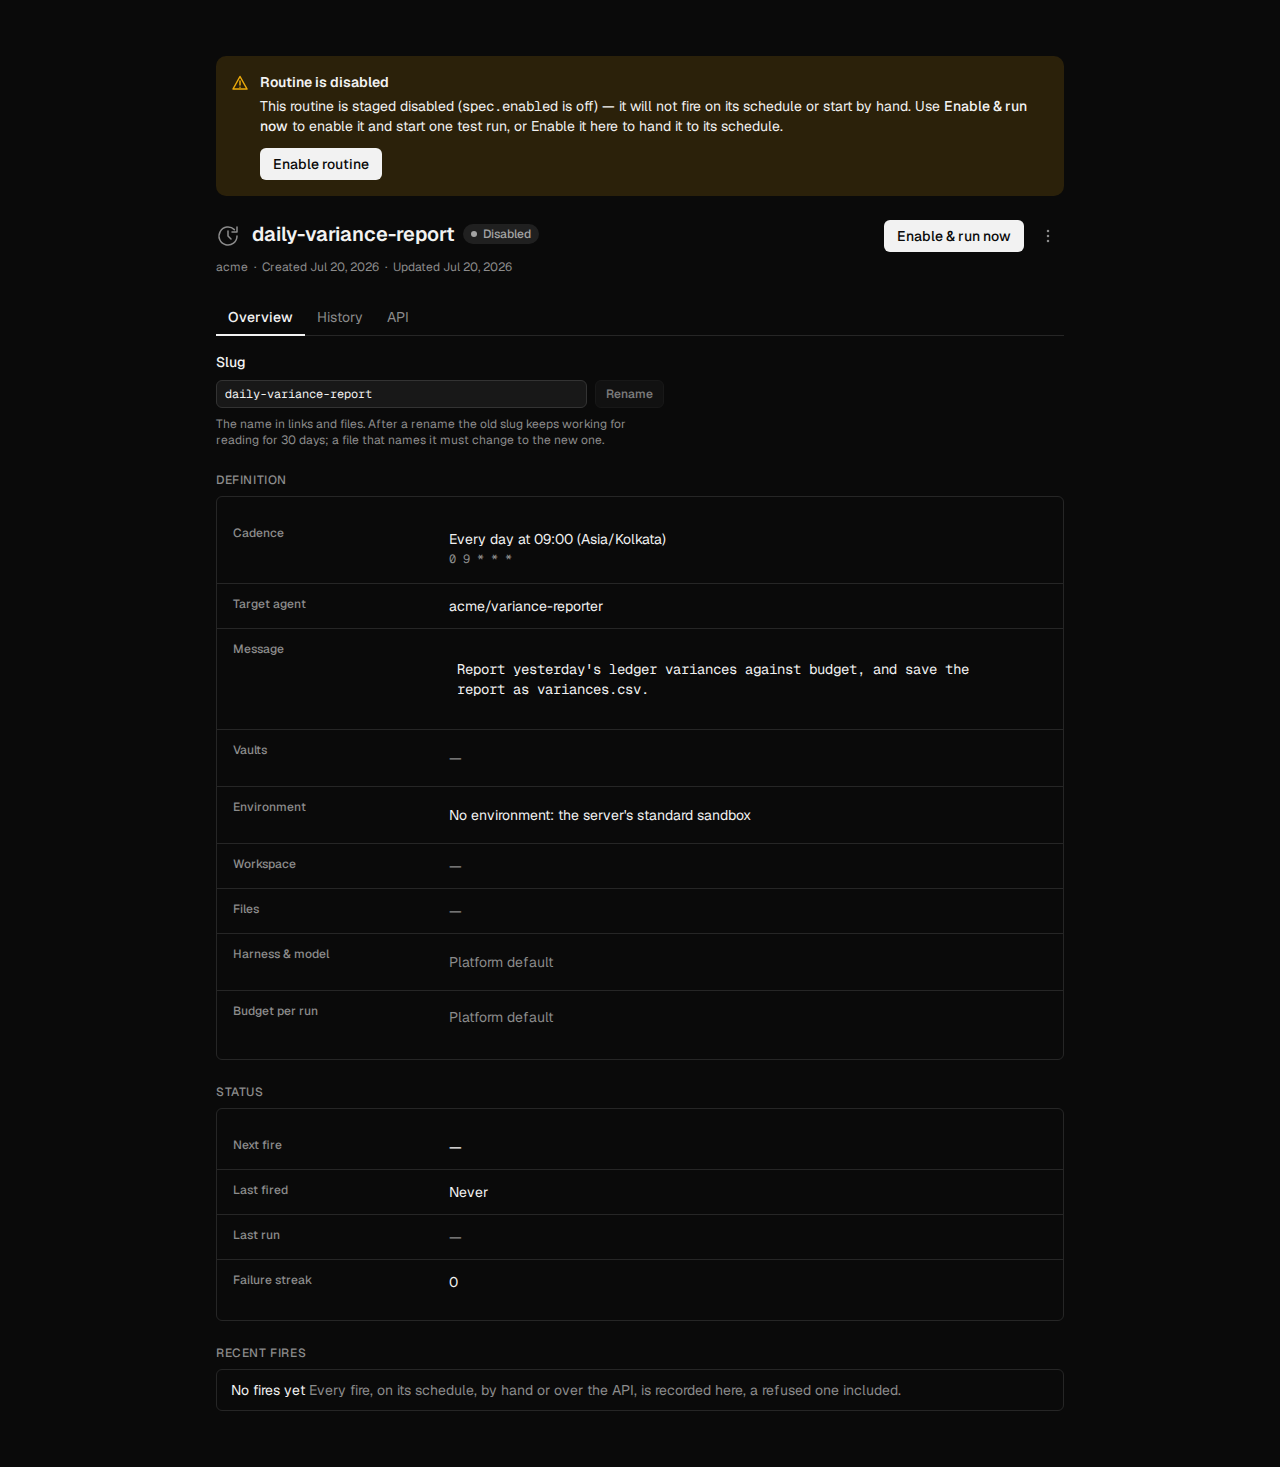 Routine is disabled
This routine is staged disabled (spec.enabled is off) — it will not fire on its schedule or start by hand. Use Enable & run
now to enable it and start one test run, or Enable it here to hand it to its schedule.
Enable routine
daily-variance-report
Disabled
Enable & run now
acme · Created Jul 20, 2026 · Updated Jul 20, 2026
Overview
History
API
Slug
daily-variance-report
Rename
The name in links and files. After a rename the old slug keeps working for
reading for 30 days; a file that names it must change to the new one.
DEFINITION
Cadence
Every day at 09:00 (Asia/Kolkata)
0 9 * * *
Target agent
acme/variance-reporter
Message
Report yesterday's ledger variances against budget, and save the
report as variances.csv.
Vaults
—
Environment
No environment: the server's standard sandbox
Workspace
—
Files
—
Harness & model
Platform default
Budget per run
Platform default
STATUS
Next fire
—
Last fired
Never
Last run
—
Failure streak
0
RECENT FIRES
No fires yet Every fire, on its schedule, by hand or over the API, is recorded here, a refused one included.